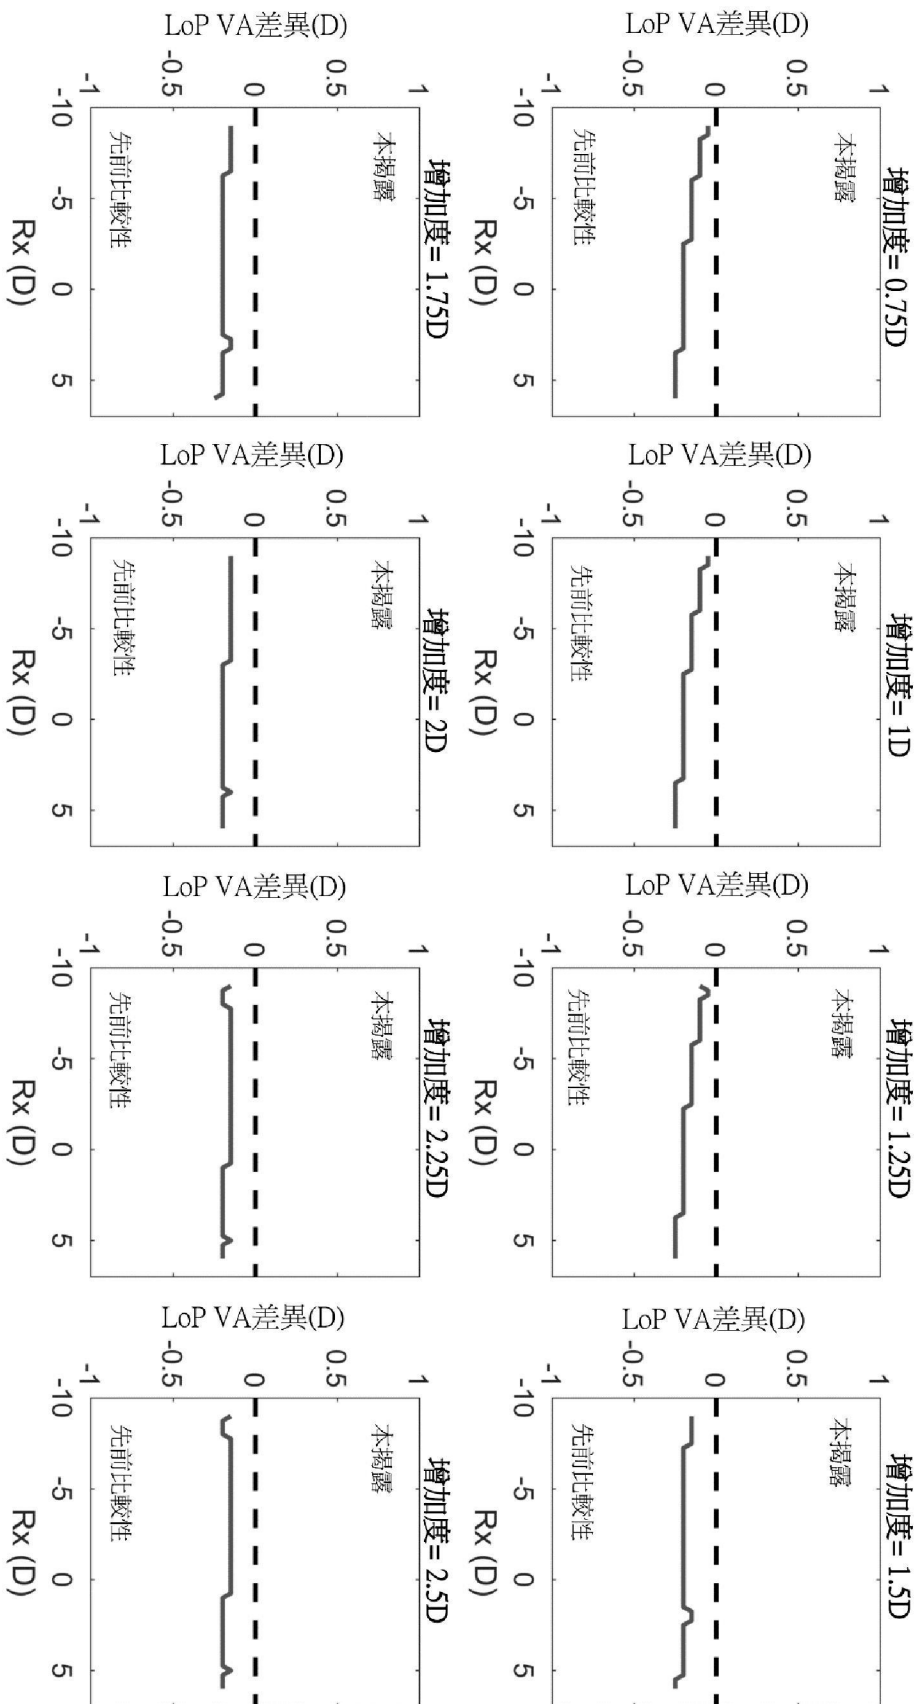 增加度= 0.75D
LoP VA差異(D)
1
0.5
0
-0.5
-1
本揭露
先前比較性
-10 -5 0 5
Rx (D)
增加度= 1D
LoP VA差異(D)
1
0.5
0
-0.5
-1
本揭露
先前比較性
-10 -5 0 5
Rx (D)
增加度= 1.25D
LoP VA差異(D)
1
0.5
0
-0.5
-1
本揭露
先前比較性
-10 -5 0 5
Rx (D)
增加度= 1.5D
LoP VA差異(D)
1
0.5
0
-0.5
-1
本揭露
先前比較性
-10 -5 0 5
Rx (D)
增加度= 1.75D
LoP VA差異(D)
1
0.5
0
-0.5
-1
本揭露
先前比較性
-10 -5 0 5
Rx (D)
增加度= 2D
LoP VA差異(D)
1
0.5
0
-0.5
-1
本揭露
先前比較性
-10 -5 0 5
Rx (D)
增加度= 2.25D
LoP VA差異(D)
1
0.5
0
-0.5
-1
本揭露
先前比較性
-10 -5 0 5
Rx (D)
增加度= 2.5D
LoP VA差異(D)
1
0.5
0
-0.5
-1
本揭露
先前比較性
-10 -5 0 5
Rx (D)